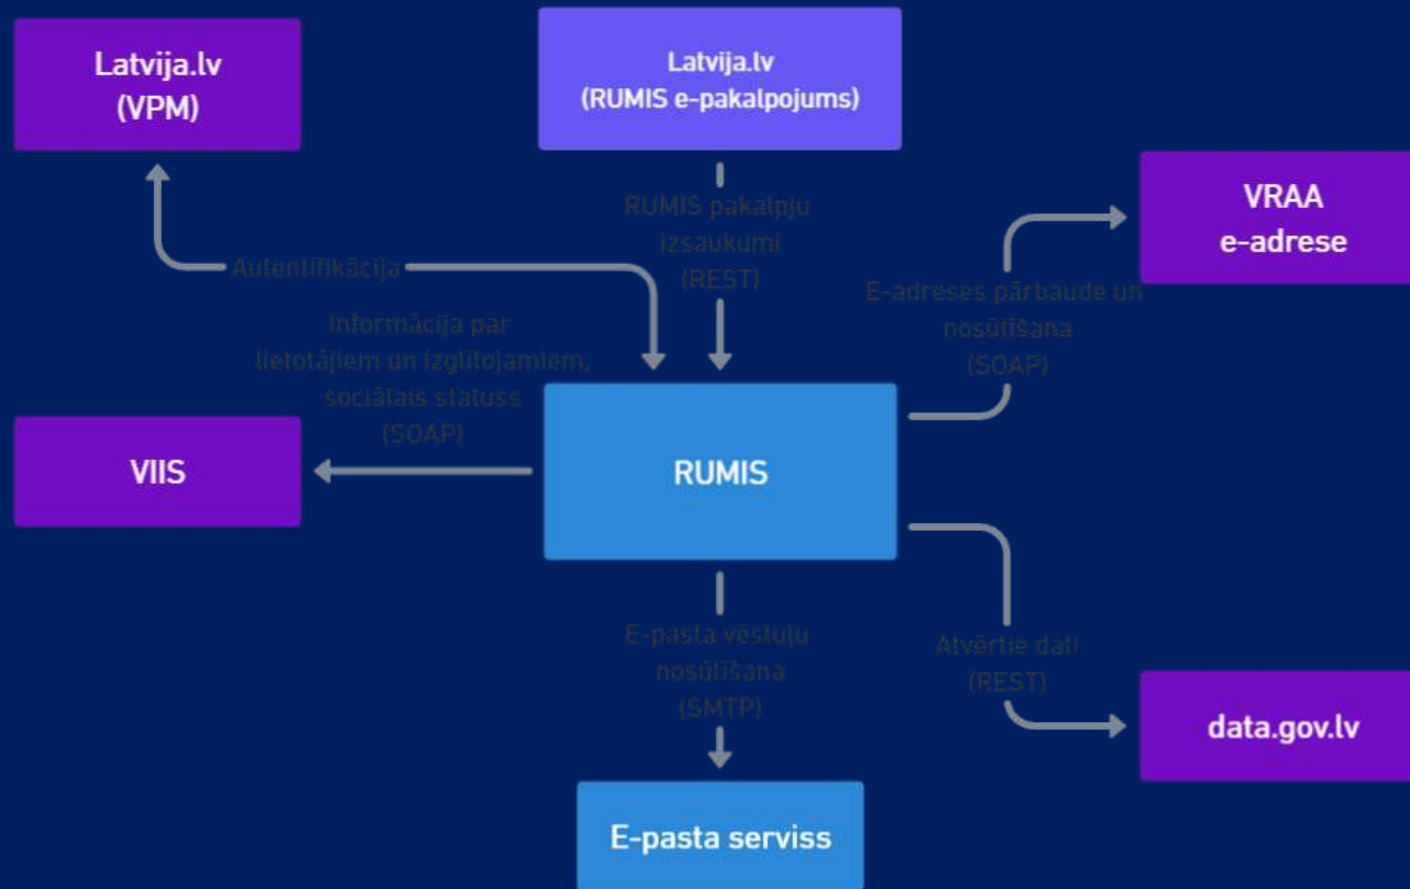 Latvija.lv
(VPM)
Latvija.lv
(RUMIS e-pakalpojums)
VRAA
e-adrese
RUMIS pakalpju
izsaukumi
(REST)
Autentifikācija
E-adreses pārbaude un
nosūtīšana
(SOAP)
Informācija par
lietotājiem un izglītojamiem,
sociālais statuss
(SOAP)
VIIS
RUMIS
E-pasta vēstuļu
nosūtīšana
(SMTP)
Atvērtie dati
(REST)
data.gov.lv
E-pasta serviss